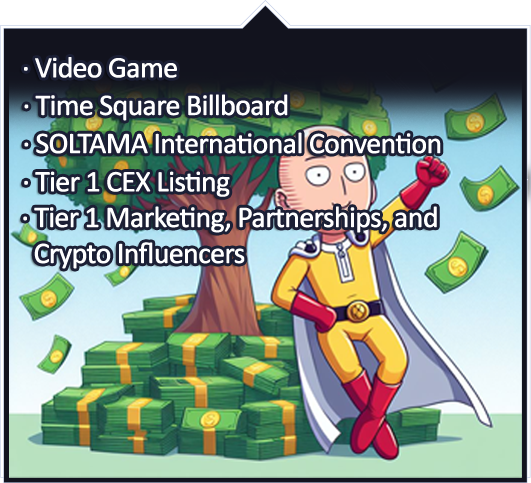 · Video Game
· Time Square Billboard
· SOLTAMA International Convention
· Tier 1 CEX Listing
· Tier 1 Marketing, Partnerships, and
Crypto Influencers